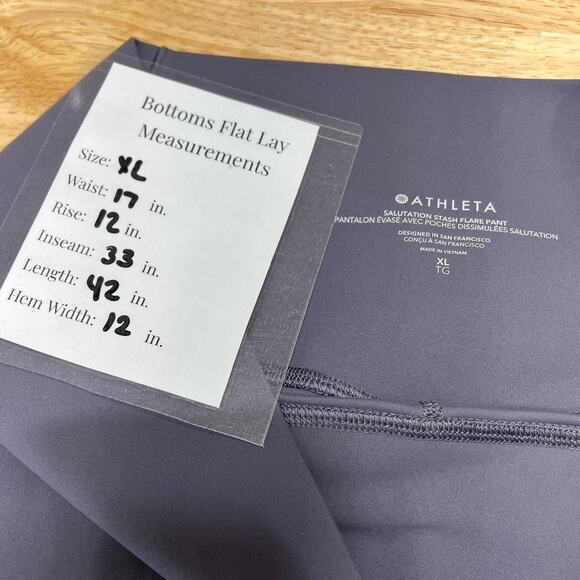 Bottoms Flat Lay
Measurements
Size: XL
Waist: 17 in.
Rise: 12 in.
Inseam: 33 in.
Length: 42 in.
Hem Width: 12 in.
ATHLETA
SALUTATION STASH FLARE PANT
PANTALON ÉVASÉ AVEC POCHES DISSIMULÉES SALUTATION
DESIGNED IN SAN FRANCISCO
CONÇU À SAN FRANCISCO
MADE IN VIETNAM
XL
TG